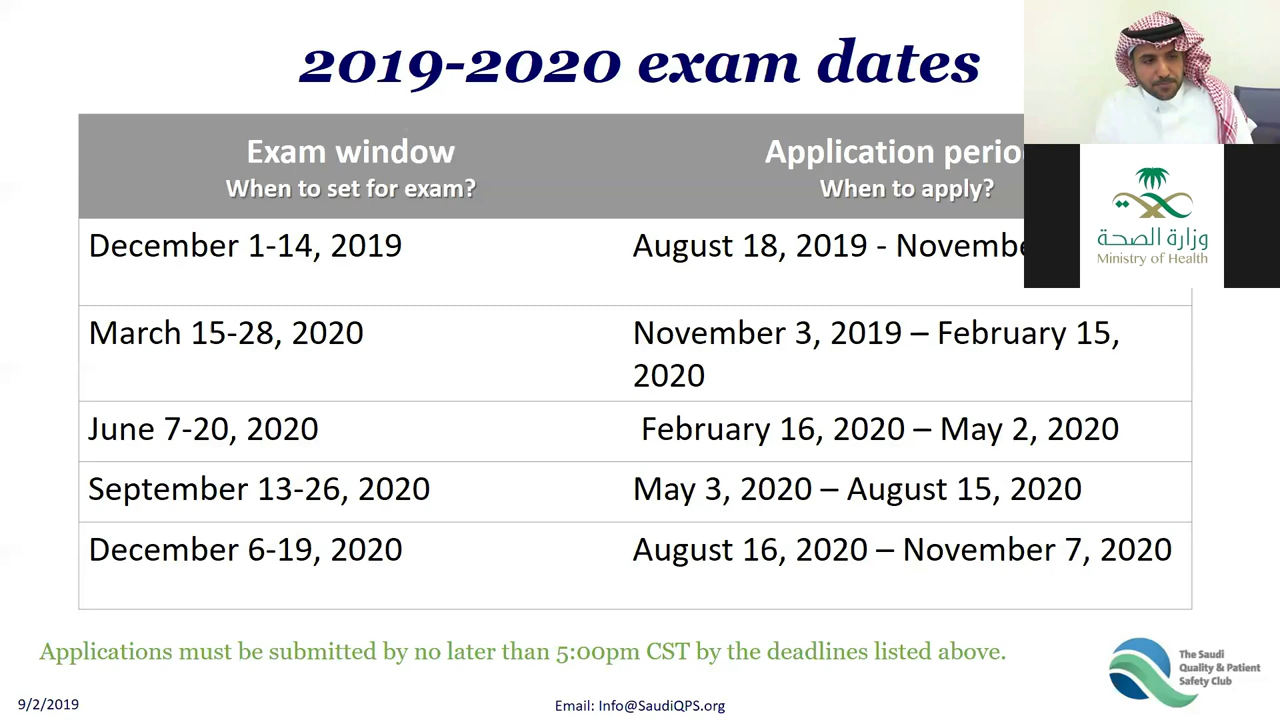 2019-2020 exam dates
Exam window
Application
When to set for exam?
When to apply?
December 1-14, 2019
August 18, 2019 -
March 15-28, 2020
November 3, 2019 – February 15,
2020
June 7-20, 2020
February 16, 2020 – May 2, 2020
September 13-26, 2020
May 3, 2020 – August 15, 2020
December 6-19, 2020
August 16, 2020 – November 7, 2020
وزارة الصحة
Ministry of Health
Applications must be submitted by no later than 5:00pm CST by the deadlines listed above.
The Saudi
Quality & Patient
Safety Club
9/2/2019
Email: Info@SaudiQPS.org